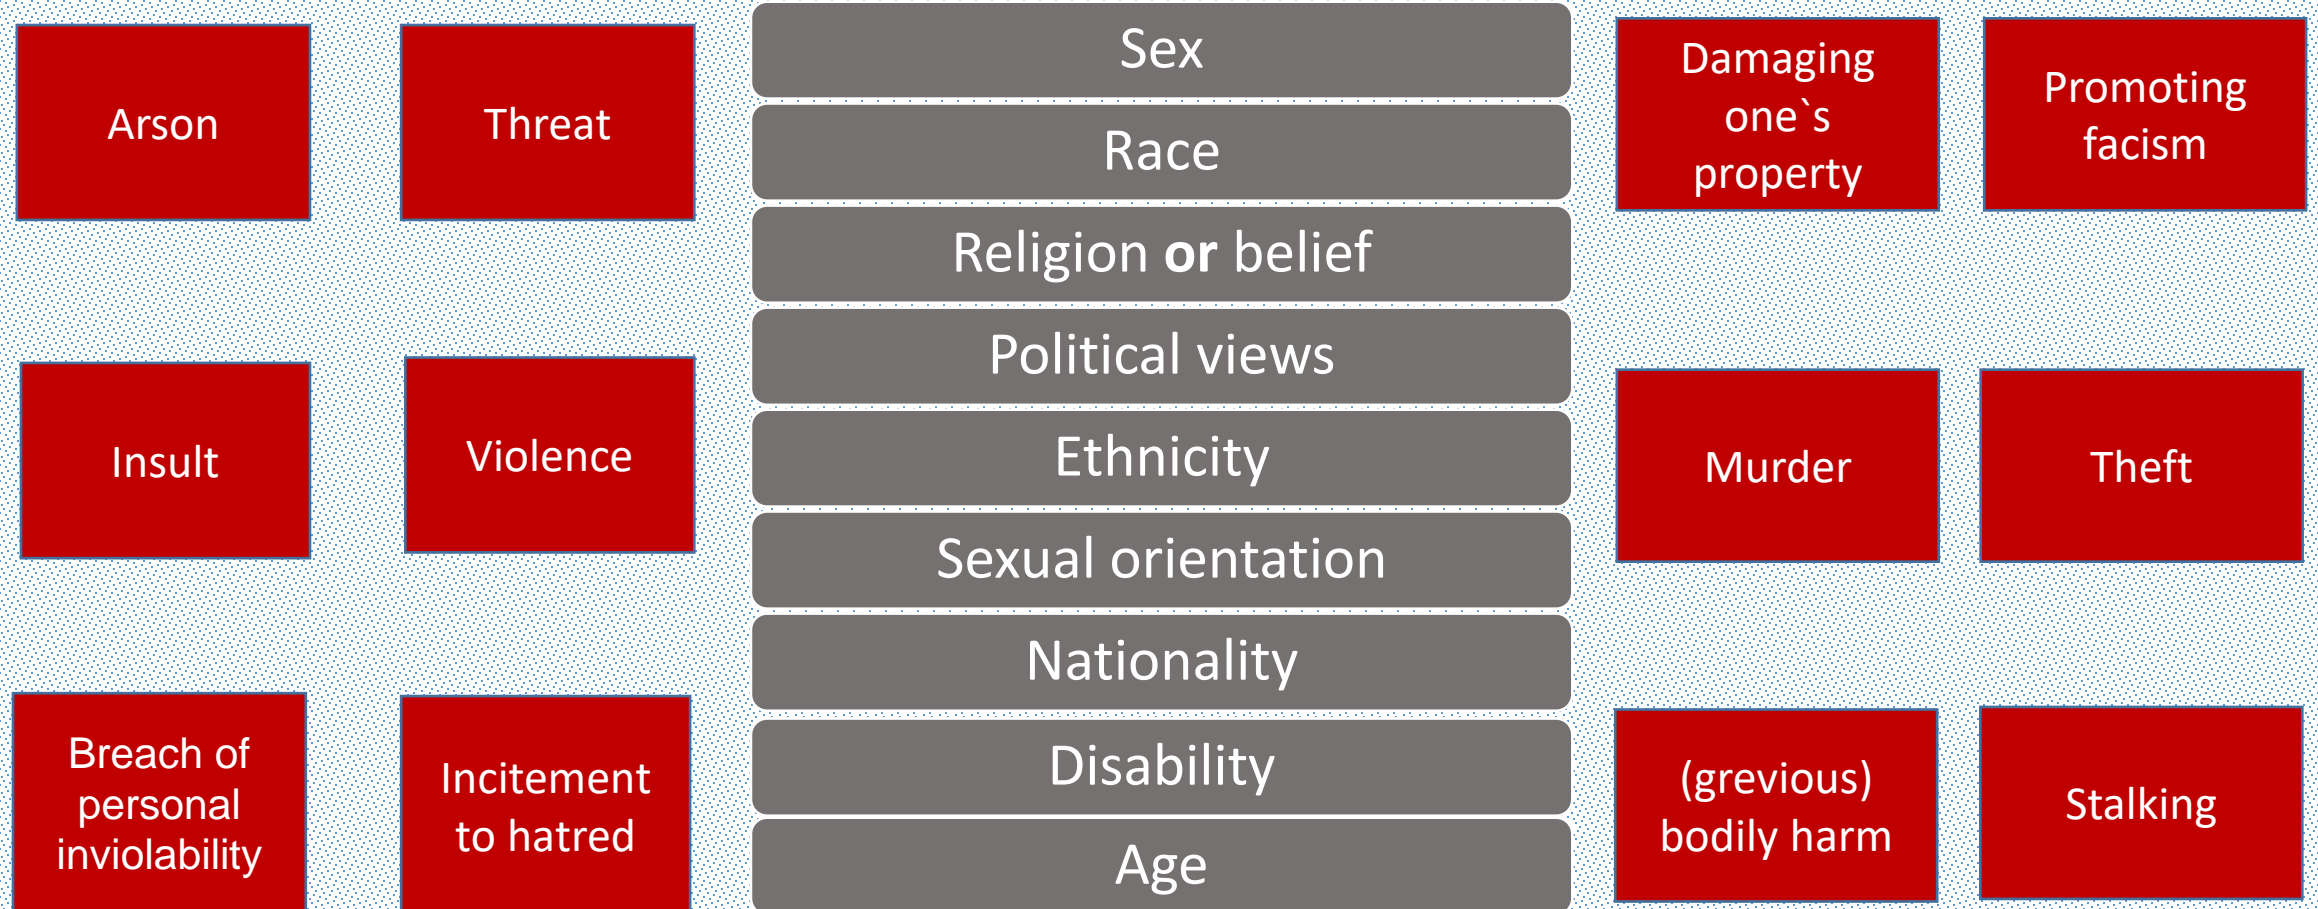 Arson
Threat
Insult
Violence
Breach of
personal
inviolability
Incitement
to hatred
Sex
Race
Religion or belief
Political views
Ethnicity
Sexual orientation
Nationality
Disability
Age
Damaging
one`s
property
Promoting
facism
Murder
Theft
(grevious)
bodily harm
Stalking